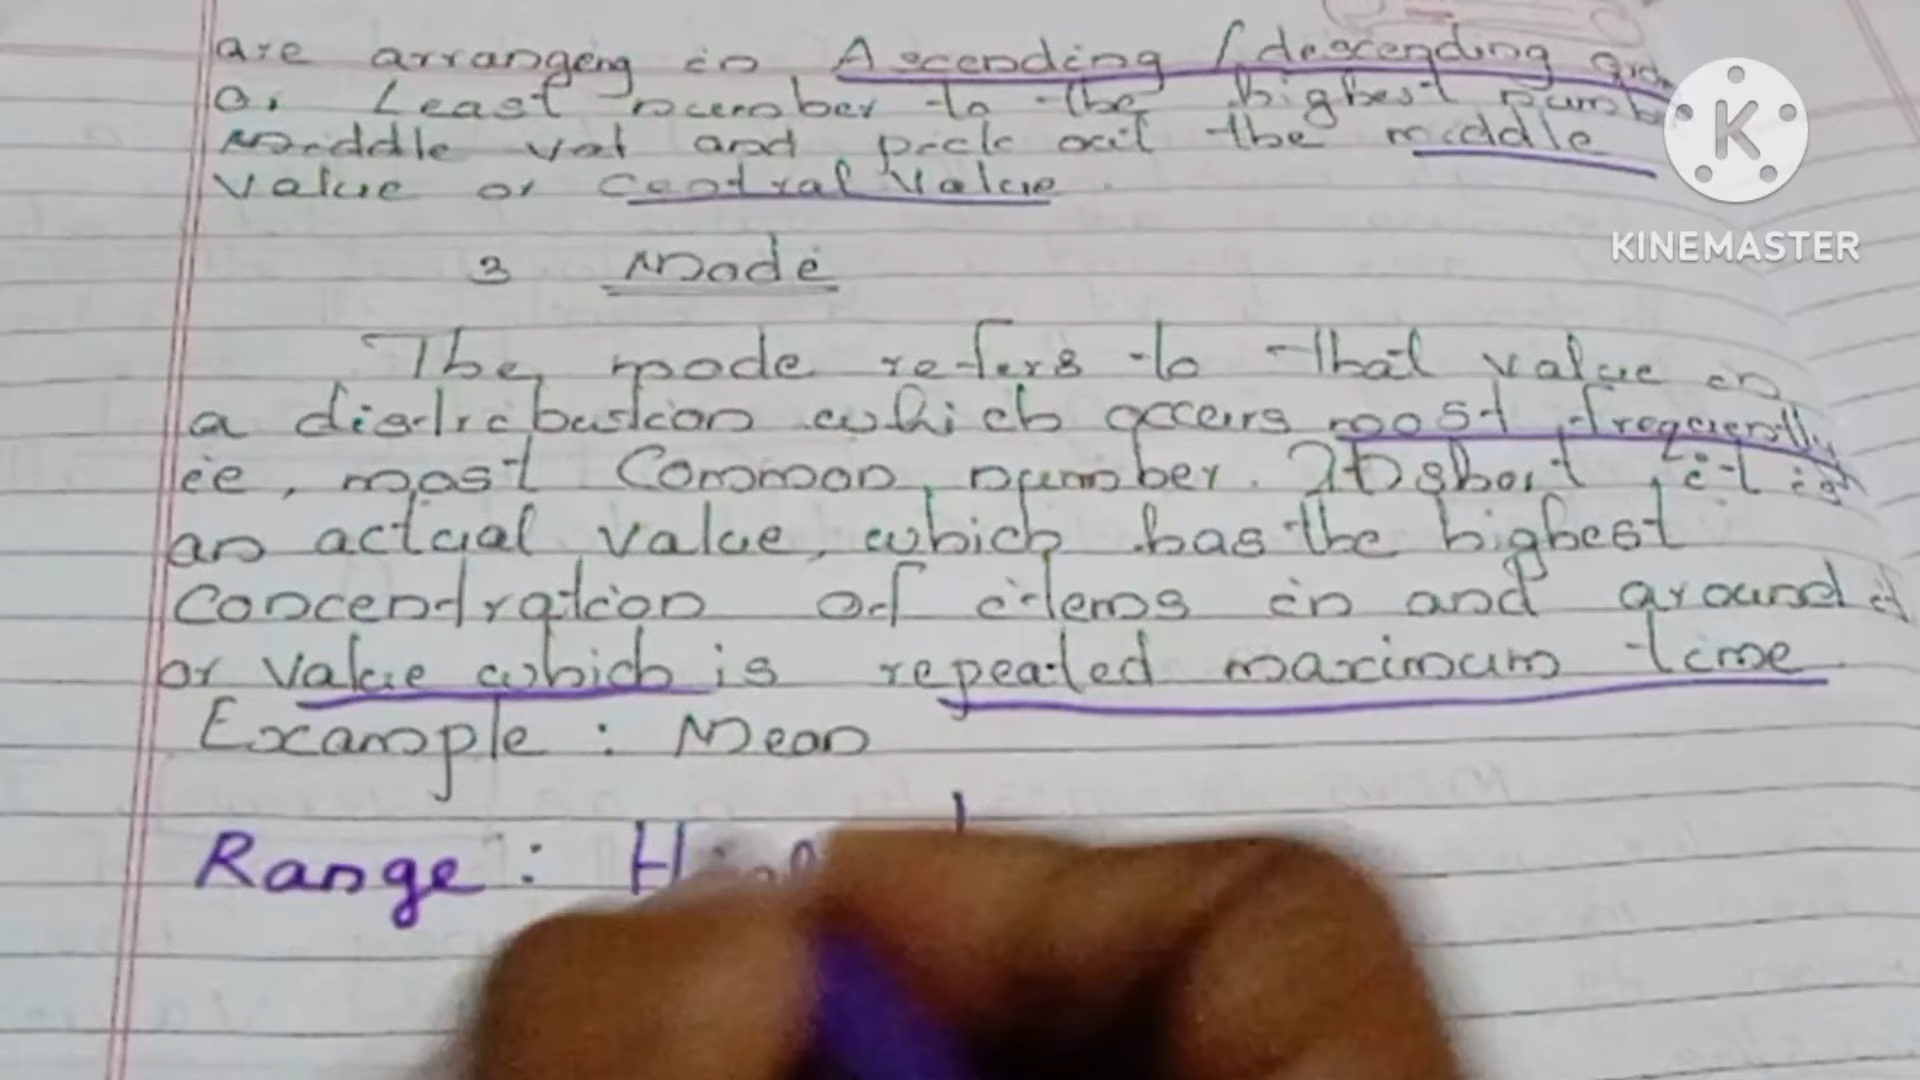 are arranging in Ascending / descending
or Least number to the highest
Middle val and pick out the middle
value or Central Value
3 Mode
The mode refers to that value in
a distribution which occurs most frequently
ie, most Common number. In short, it is
an actual value, which has the highest
Concentration of items in and around it
or value which is repeated maximum time
Example : Mean
Range :
K
KINEMASTER